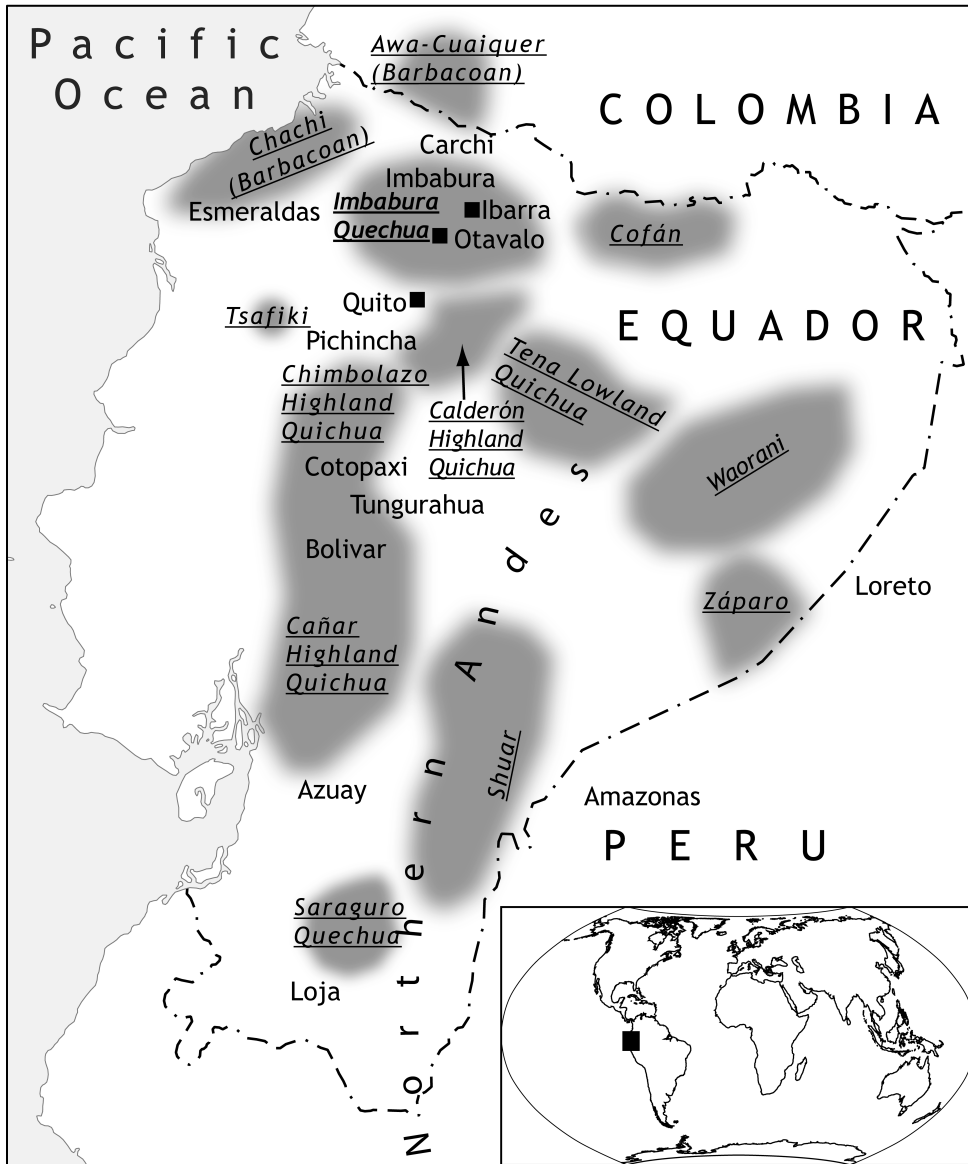 Pacific
Ocean
Awa-Cuaiquer
(Barbacoan)
COLOMBIA
Chachi
(Barbacoan)
Carchi
Imbabura
Esmeraldas
Imbabura
Quechua
Ibarra
Otavalo
Cofán
Quito
Tsafiki
Pichincha
EQUADOR
Tena Lowland
Quichua
Chimbolazo
Highland
Quichua
Calderón
Highland
Quichua
Cotopaxi
Waorani
Tungurahua
Bolivar
Loreto
Záparo
Cañar
Highland
Quichua
Northern Andes
Shuar
Azuay
Amazonas
PERU
Saraguro
Quechua
Loja